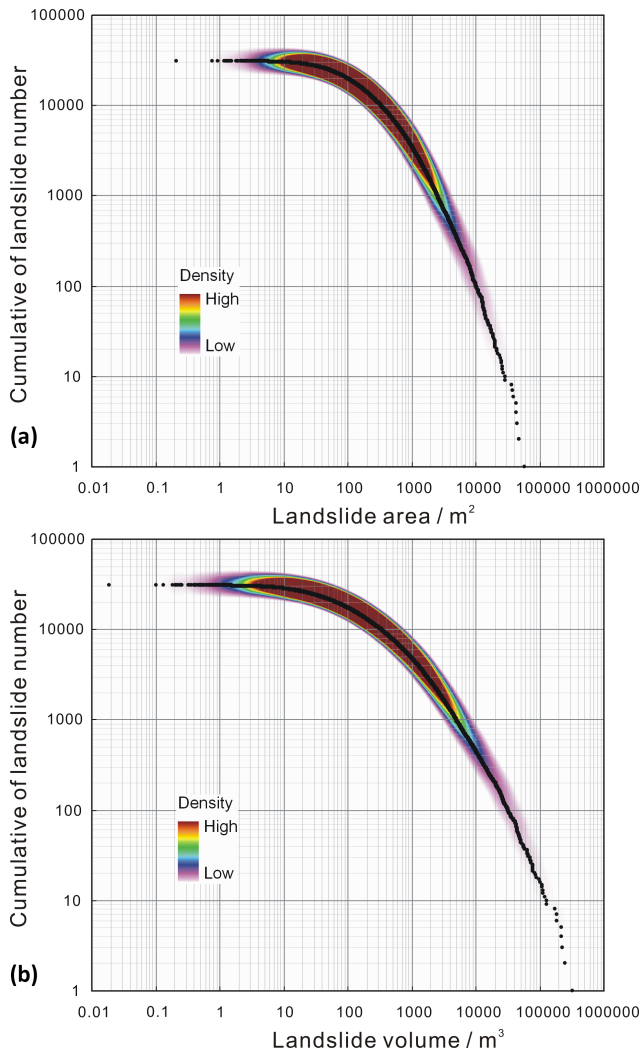 100000
10000
1000
100
10
1
Cumulative of landslide number
Density
High
Low
(a)
0.01 0.1 1 10 100 1000 10000 100000 1000000
Landslide area / m²
100000
10000
1000
100
10
1
Cumulative of landslide number
Density
High
Low
(b)
0.01 0.1 1 10 100 1000 10000 100000 1000000
Landslide volume / m³